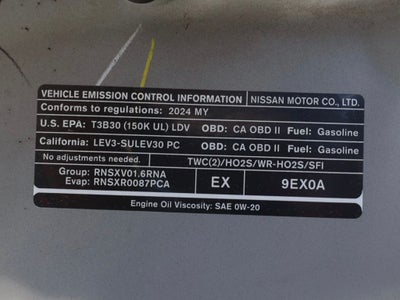 VEHICLE EMISSION CONTROL INFORMATION NISSAN MOTOR CO., LTD.
Conforms to regulations: 2024 MY
U.S. EPA: T3B30 (150K UL) LDV OBD: CA OBD II Fuel: Gasoline
California: LEV3-SULEV30 PC OBD: CA OBD II Fuel: Gasoline
No adjustments needed. TWC(2)/HO2S/WR-HO2S/SFI
Group: RNSXV01.6RNA
Evap: RNSXR0087PCA EX 9EX0A
Engine Oil Viscosity: SAE 0W-20